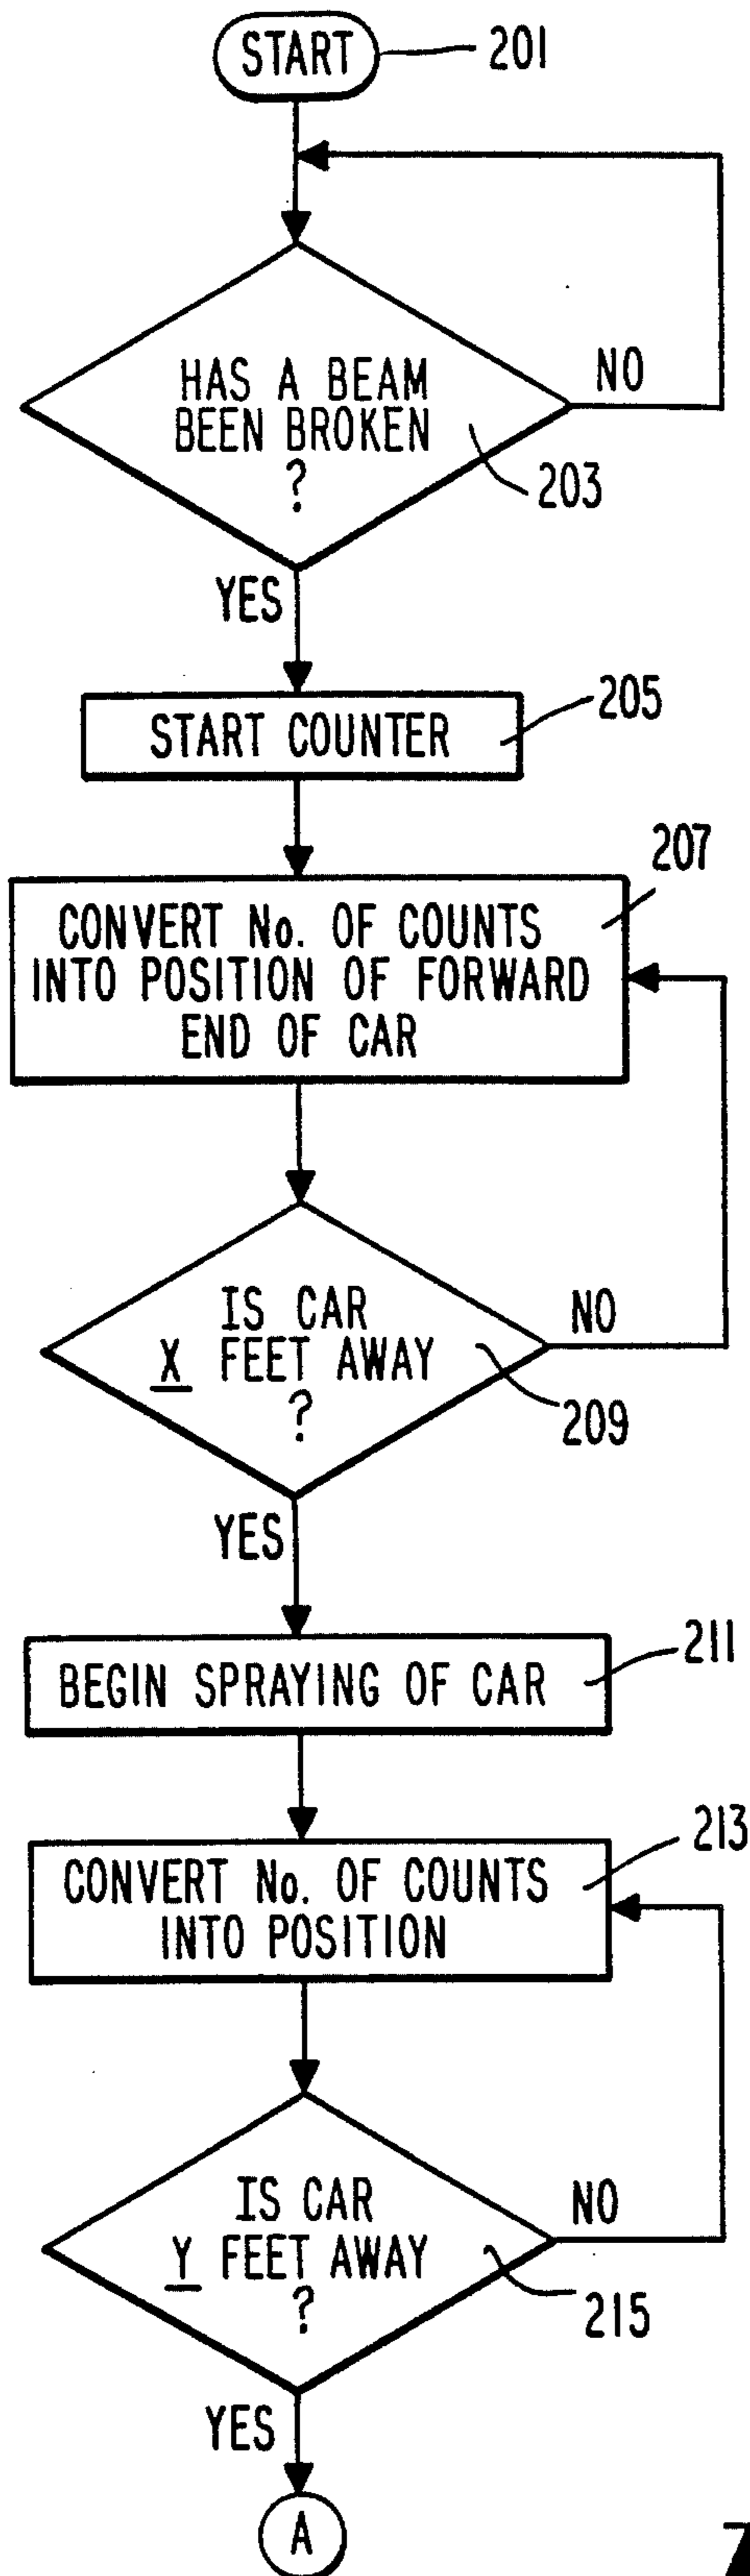 START
201
HAS A BEAM
BEEN BROKEN
?
NO
203
YES
START COUNTER
205
207
CONVERT No. OF COUNTS
INTO POSITION OF FORWARD
END OF CAR
IS CAR
X FEET AWAY
?
NO
209
YES
BEGIN SPRAYING OF CAR
211
213
CONVERT No. OF COUNTS
INTO POSITION
IS CAR
Y FEET AWAY
?
NO
215
YES
A